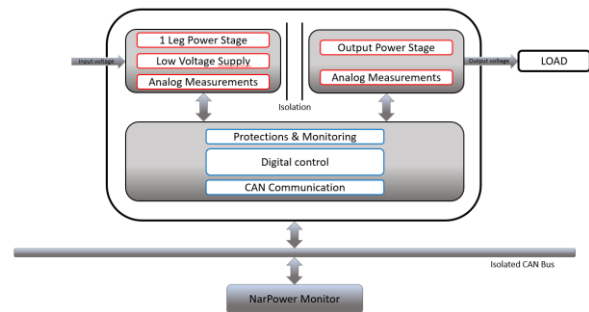 1 Leg Power Stage
Low Voltage Supply
Analog Measurements
Input voltage
Isolation
Output Power Stage
Analog Measurements
Output voltage
LOAD
Protections & Monitoring
Digital control
CAN Communication
Isolated CAN Bus
NarPower Monitor